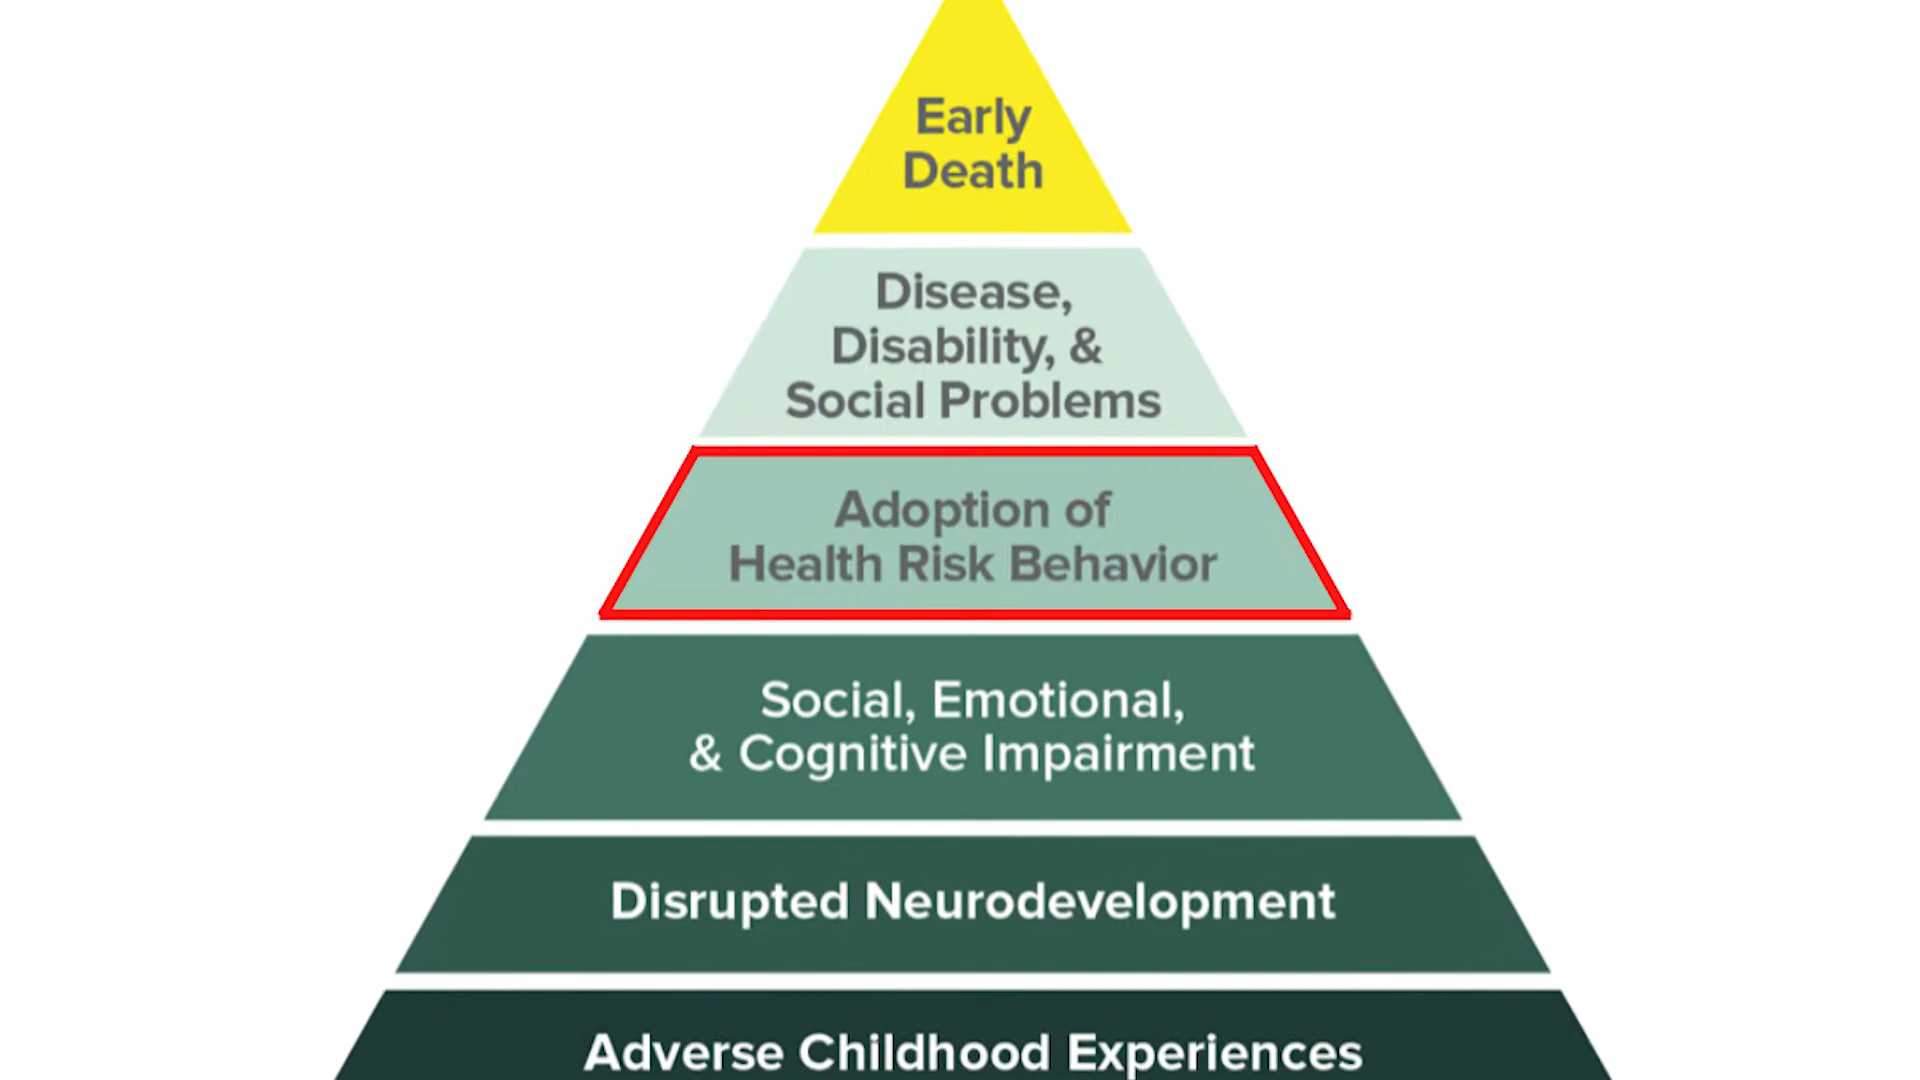 Early
Death
Disease,
Disability, &
Social Problems
Adoption of
Health Risk Behavior
Social, Emotional,
& Cognitive Impairment
Disrupted Neurodevelopment
Adverse Childhood Experiences